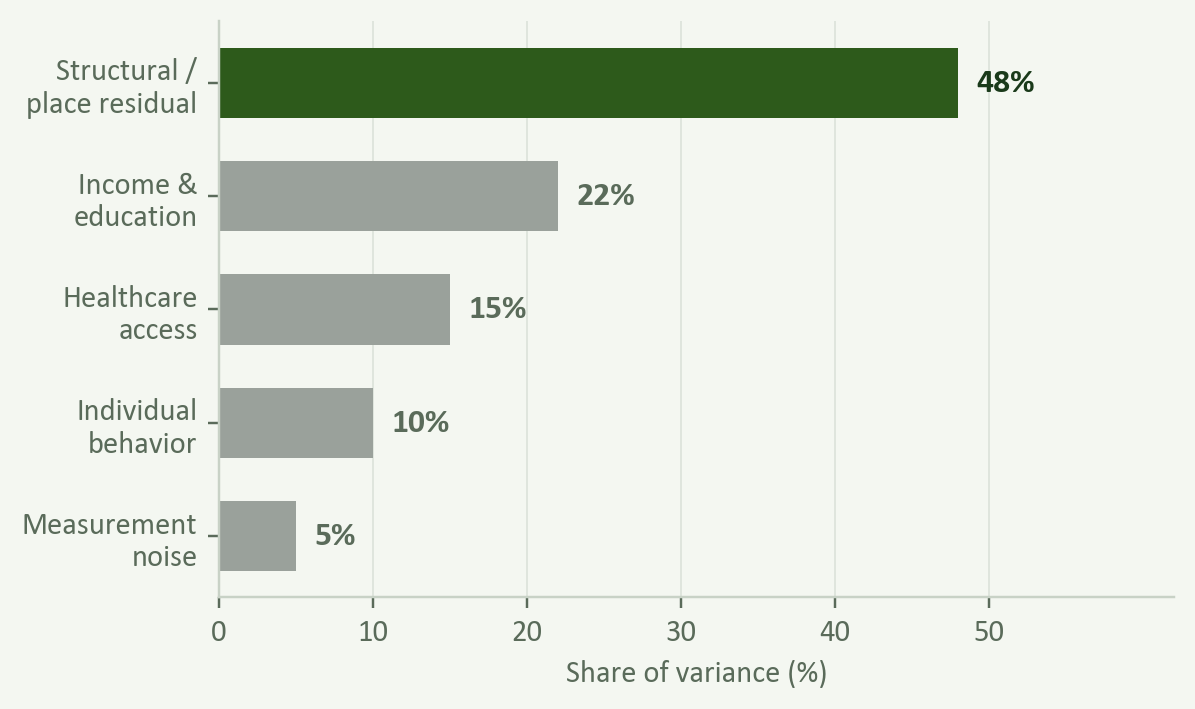 Structural /
place residual
48%
Income &
education
22%
Healthcare
access
15%
Individual
behavior
10%
Measurement
noise
5%
0 10 20 30 40 50
Share of variance (%)